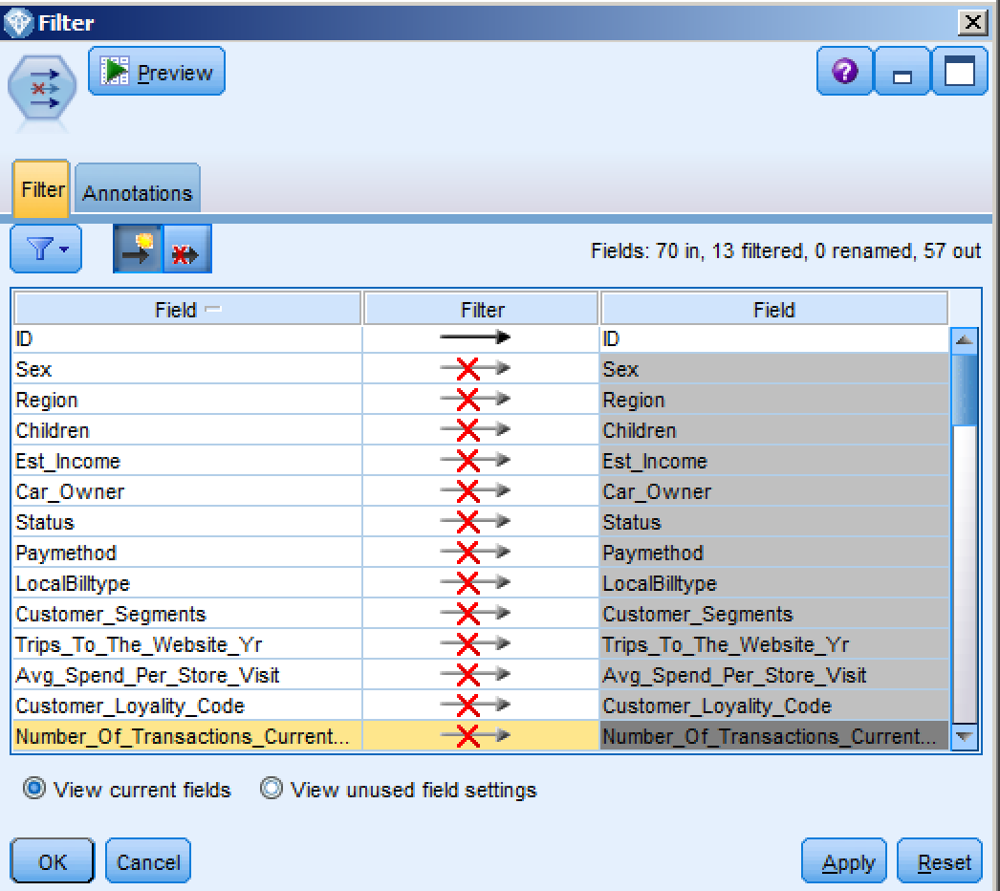 Filter
Preview
Filter Annotations
Fields: 70 in, 13 filtered, 0 renamed, 57 out
Field Filter Field
ID ID
Sex Sex
Region Region
Children Children
Est_Income Est_Income
Car_Owner Car_Owner
Status Status
Paymethod Paymethod
LocalBilltype LocalBilltype
Customer_Segments Customer_Segments
Trips_To_The_Website_Yr Trips_To_The_Website_Yr
Avg_Spend_Per_Store_Visit Avg_Spend_Per_Store_Visit
Customer_Loyality_Code Customer_Loyality_Code
Number_Of_Transactions_Current... Number_Of_Transactions_Current...
View current fields View unused field settings
OK Cancel Apply Reset